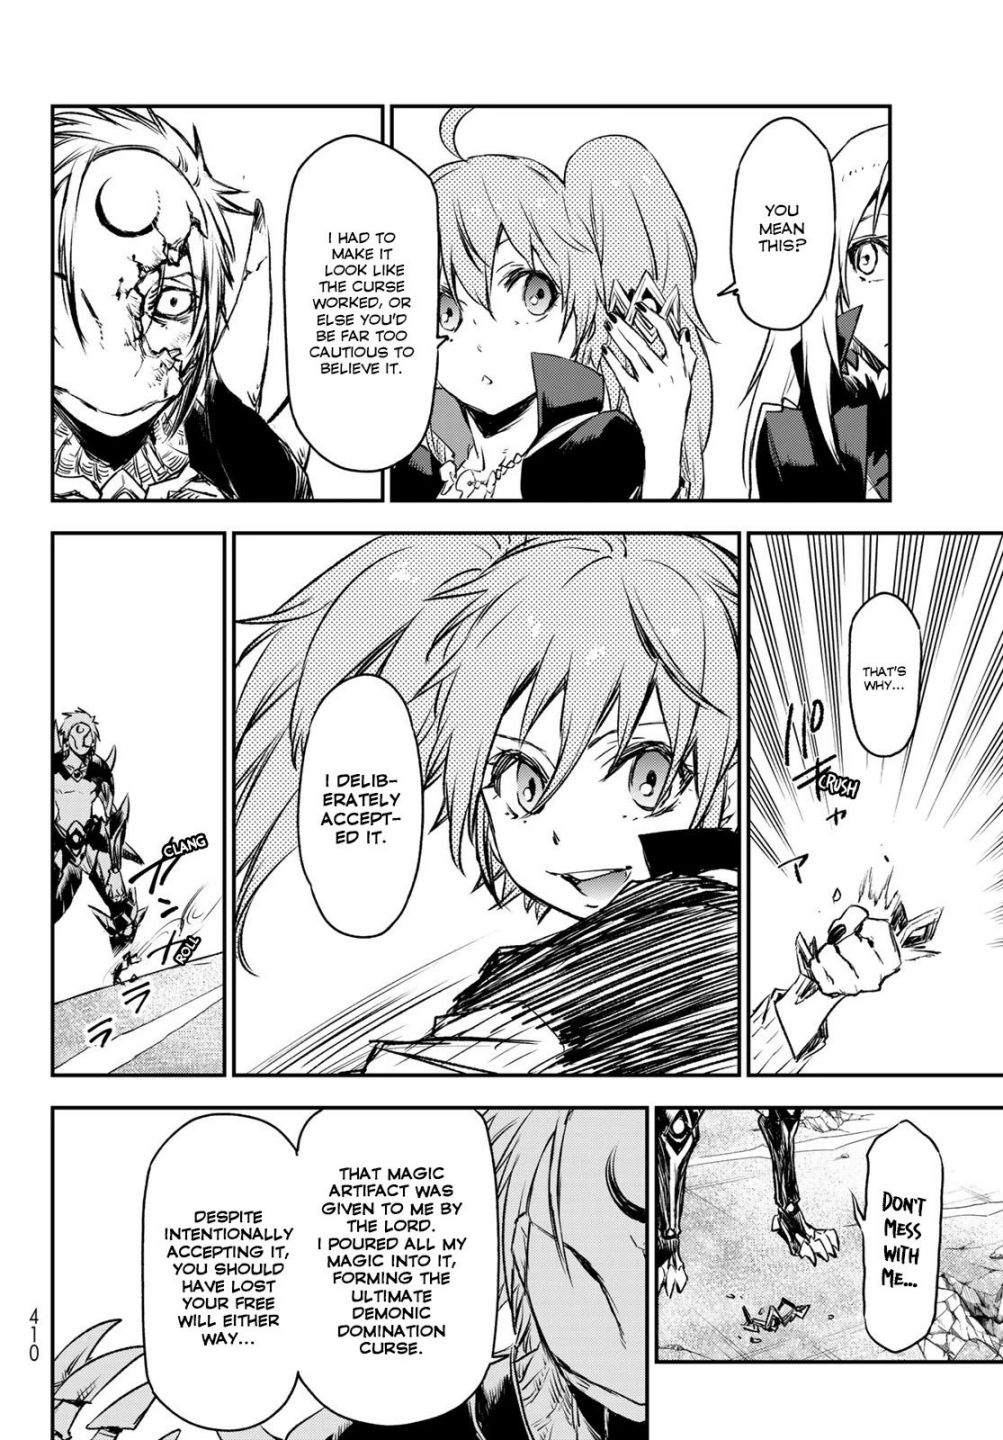 YOU
MEAN
THIS?
I HAD TO
MAKE IT
LOOK LIKE
THE CURSE
WORKED, OR
ELSE YOU'D
BE FAR TOO
CAUTIOUS TO
BELIEVE IT.
THAT'S
WHY...
CRUSH
I DELIB-
ERATELY
ACCEPT-
ED IT.
CLANG
ROLL
DON'T
MESS
WITH
ME...
THAT MAGIC
ARTIFACT WAS
GIVEN TO ME BY
THE LORD.
I POURED ALL MY
MAGIC INTO IT,
FORMING THE
ULTIMATE
DEMONIC
DOMINATION
CURSE.
DESPITE
INTENTIONALLY
ACCEPTING IT,
YOU SHOULD
HAVE LOST
YOUR FREE
WILL EITHER
WAY...
410